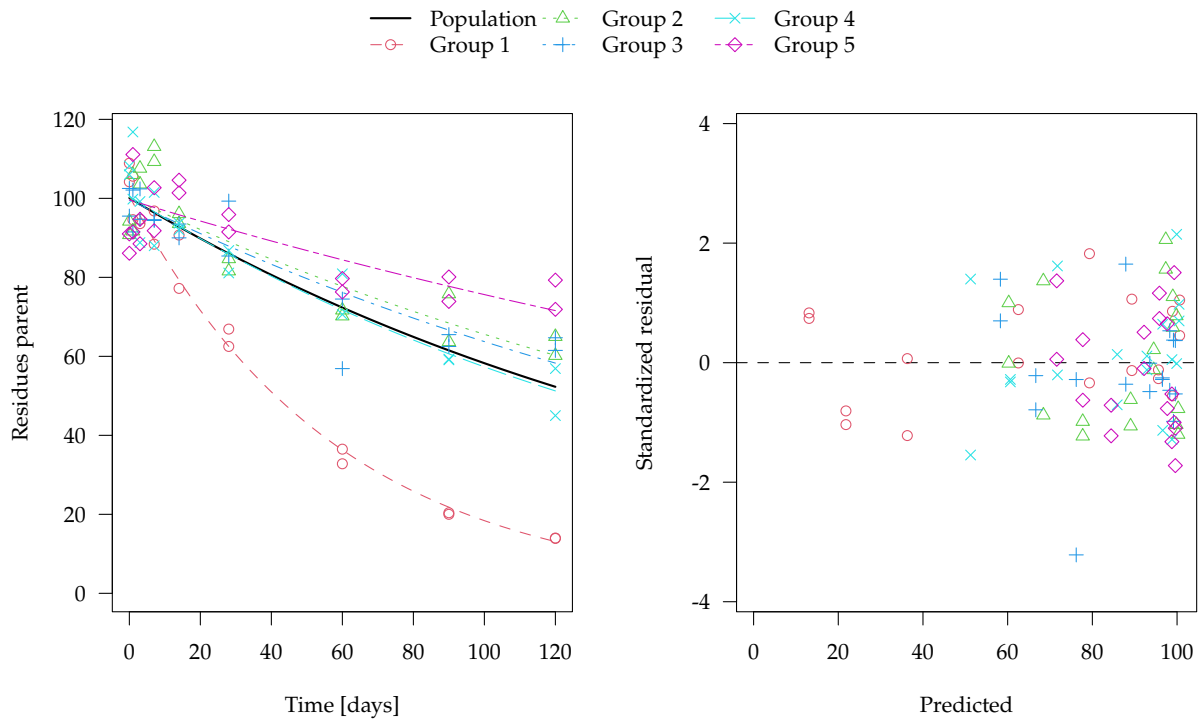 Population Group 2 Group 4
Group 1 Group 3 Group 5
120
100
80
60
40
20
0
0 20 40 60 80 100 120
Time [days]
Residues parent
4
2
0
-2
-4
0 20 40 60 80 100
Predicted
Standardized residual